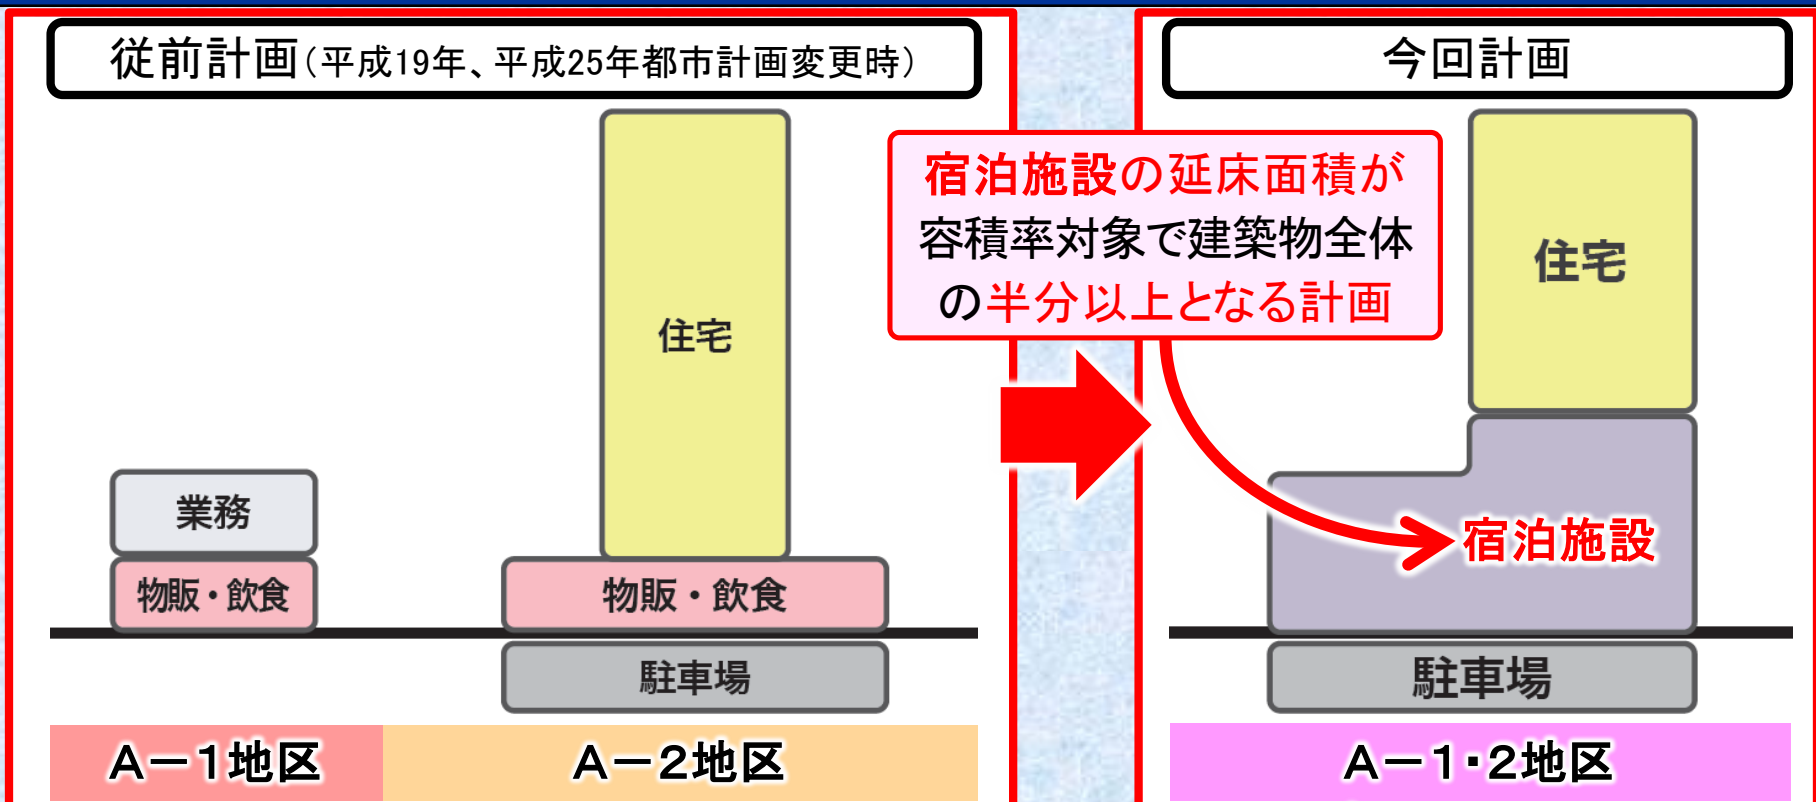 従前計画(平成19年、平成25年都市計画変更時)
住宅
業務
物販・飲食
物販・飲食
駐車場
A－1地区
A－2地区
宿泊施設の延床面積が
容積率対象で建築物全体
の半分以上となる計画
今回計画
住宅
宿泊施設
駐車場
A－1･2地区